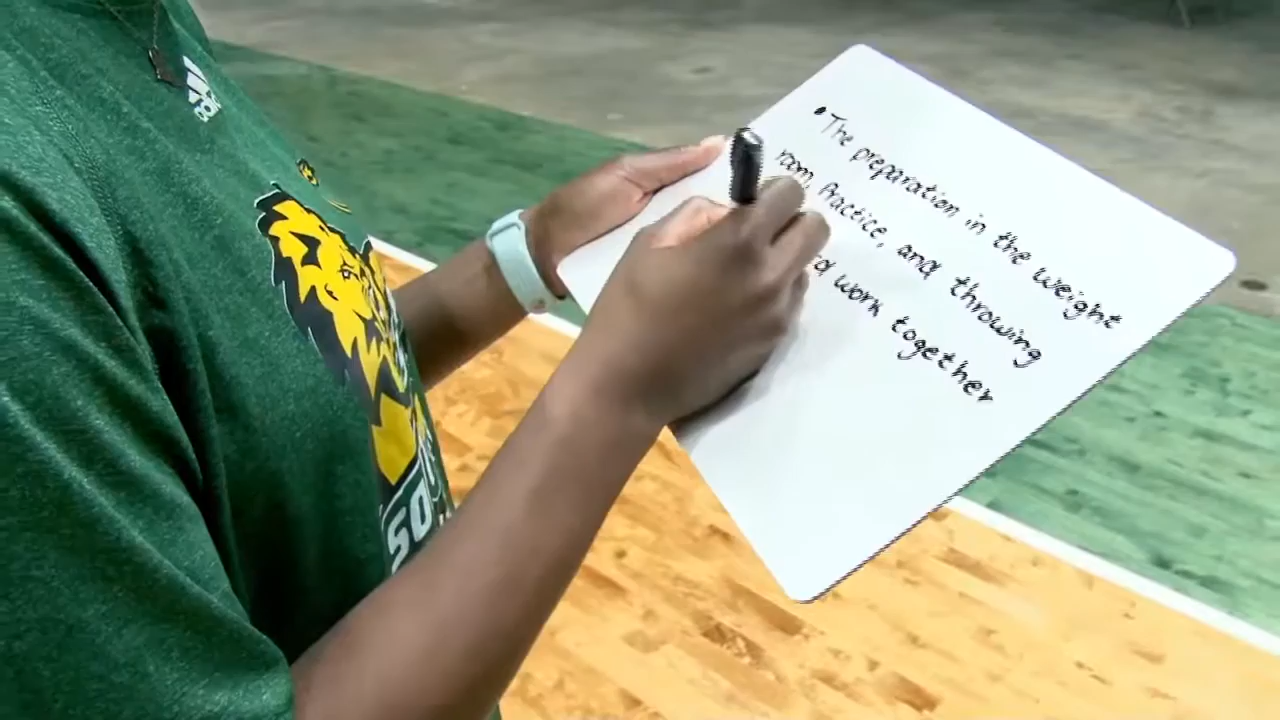 • The preparation in the weight
room, Practice, and throwing
work together